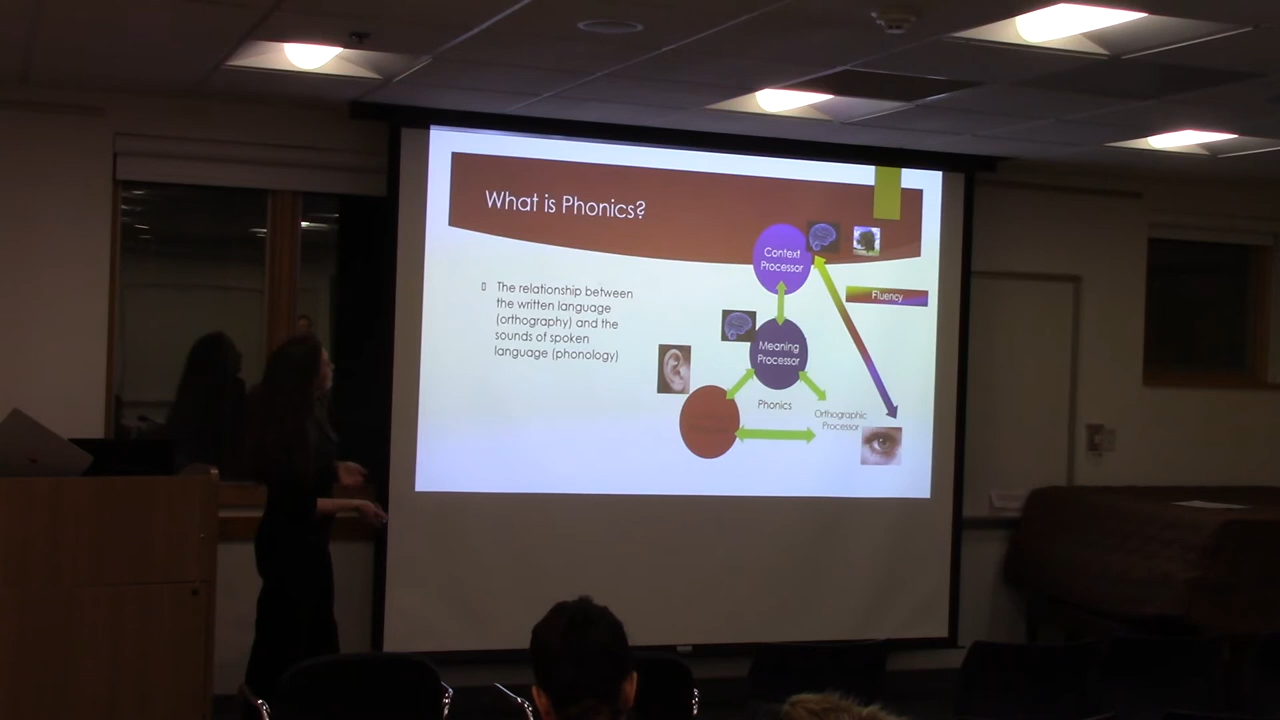 What is Phonics?
The relationship between
the written language
(orthography) and the
sounds of spoken
language (phonology)
Context
Processor
Fluency
Meaning
Processor
Phonics
Orthographic
Processor